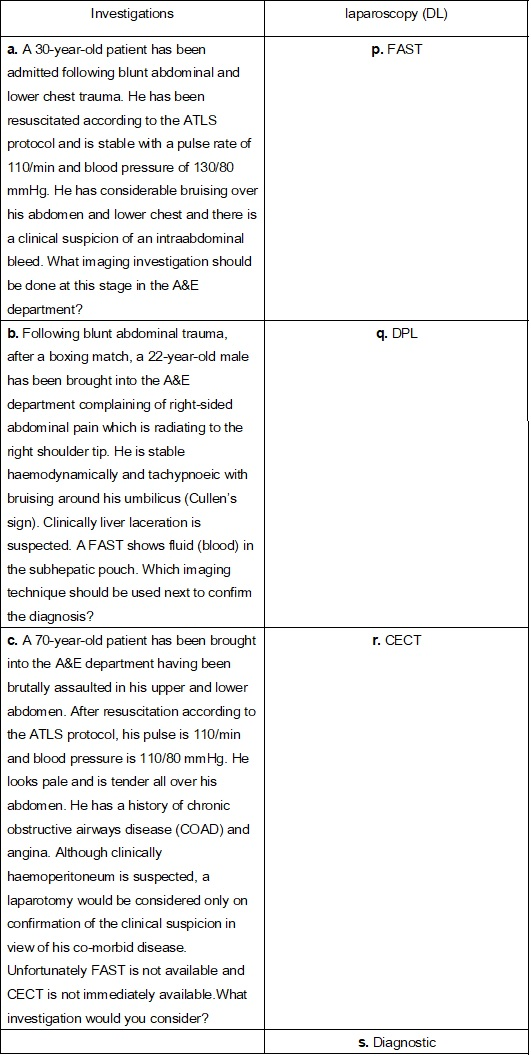 Investigations
laparoscopy (DL)
a. A 30-year-old patient has been
admitted following blunt abdominal and
lower chest trauma. He has been
resuscitated according to the ATLS
protocol and is stable with a pulse rate of
110/min and blood pressure of 130/80
mmHg. He has considerable bruising over
his abdomen and lower chest and there is
a clinical suspicion of an intraabdominal
bleed. What imaging investigation should
be done at this stage in the A&E
department?
p. FAST
b. Following blunt abdominal trauma,
after a boxing match, a 22-year-old male
has been brought into the A&E
department complaining of right-sided
abdominal pain which is radiating to the
right shoulder tip. He is stable
haemodynamically and tachypnoeic with
bruising around his umbilicus (Cullen's
sign). Clinically liver laceration is
suspected. A FAST shows fluid (blood) in
the subhepatic pouch. Which imaging
technique should be used next to confirm
the diagnosis?
q. DPL
c. A 70-year-old patient has been brought
into the A&E department having been
brutally assaulted in his upper and lower
abdomen. After resuscitation according to
the ATLS protocol, his pulse is 110/min
and blood pressure is 110/80 mmHg. He
looks pale and is tender all over his
abdomen. He has a history of chronic
obstructive airways disease (COAD) and
angina. Although clinically
haemoperitoneum is suspected, a
laparotomy would be considered only on
confirmation of the clinical suspicion in
view of his co-morbid disease.
Unfortunately FAST is not available and
CECT is not immediately available.What
investigation would you consider?
r. CECT
s. Diagnostic